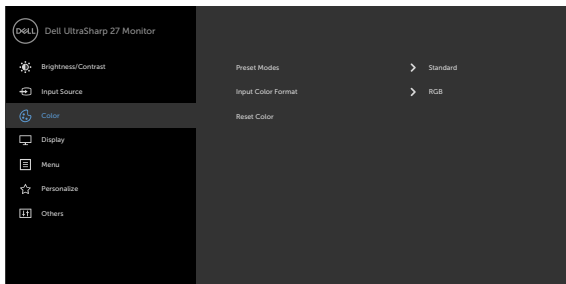 DELL Dell UltraSharp 27 Monitor
Brightness/Contrast
Input Source
Color
Display
Menu
Personalize
Others
Preset Modes Standard
Input Color Format RGB
Reset Color